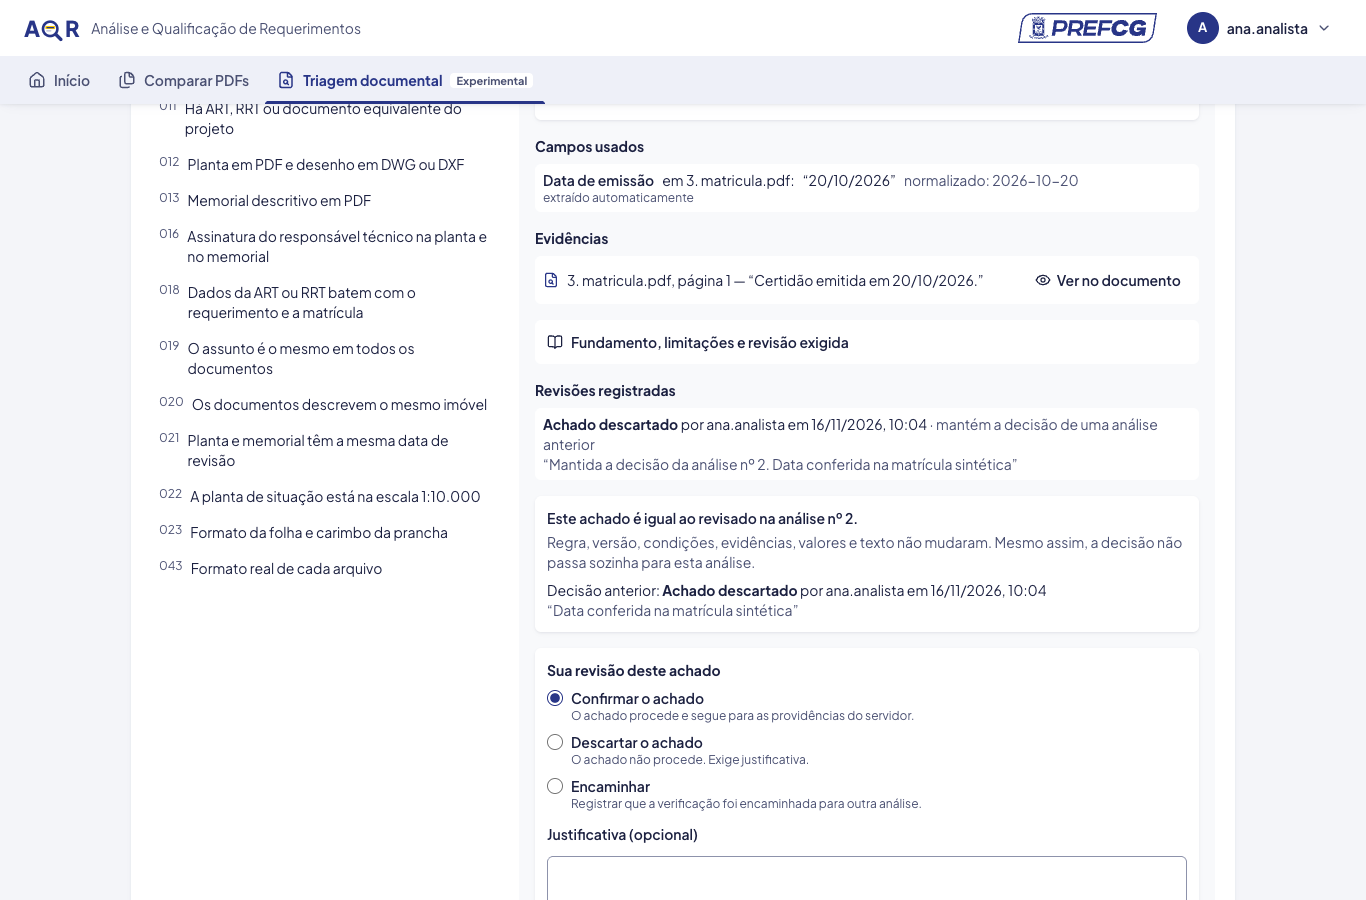 AQR Análise e Qualificação de Requerimentos
PREFCG
A ana.analista
Início
Comparar PDFs
Triagem documental Experimental
011 Há ART, RRT ou documento equivalente do
projeto
012 Planta em PDF e desenho em DWG ou DXF
013 Memorial descritivo em PDF
016 Assinatura do responsável técnico na planta e
no memorial
018 Dados da ART ou RRT batem com o
requerimento e a matrícula
019 O assunto é o mesmo em todos os
documentos
020 Os documentos descrevem o mesmo imóvel
021 Planta e memorial têm a mesma data de
revisão
022 A planta de situação está na escala 1:10.000
023 Formato da folha e carimbo da prancha
043 Formato real de cada arquivo
Campos usados
Data de emissão em 3. matricula.pdf: “20/10/2026” normalizado: 2026-10-20
extraído automaticamente
Evidências
3. matricula.pdf, página 1 — “Certidão emitida em 20/10/2026.”
Ver no documento
Fundamento, limitações e revisão exigida
Revisões registradas
Achado descartado por ana.analista em 16/11/2026, 10:04 · mantém a decisão de uma análise
anterior
“Mantida a decisão da análise nº 2. Data conferida na matrícula sintética”
Este achado é igual ao revisado na análise nº 2.
Regra, versão, condições, evidências, valores e texto não mudaram. Mesmo assim, a decisão não
passa sozinha para esta análise.
Decisão anterior: Achado descartado por ana.analista em 16/11/2026, 10:04
“Data conferida na matrícula sintética”
Sua revisão deste achado
Confirmar o achado
O achado procede e segue para as providências do servidor.
Descartar o achado
O achado não procede. Exige justificativa.
Encaminhar
Registrar que a verificação foi encaminhada para outra análise.
Justificativa (opcional)